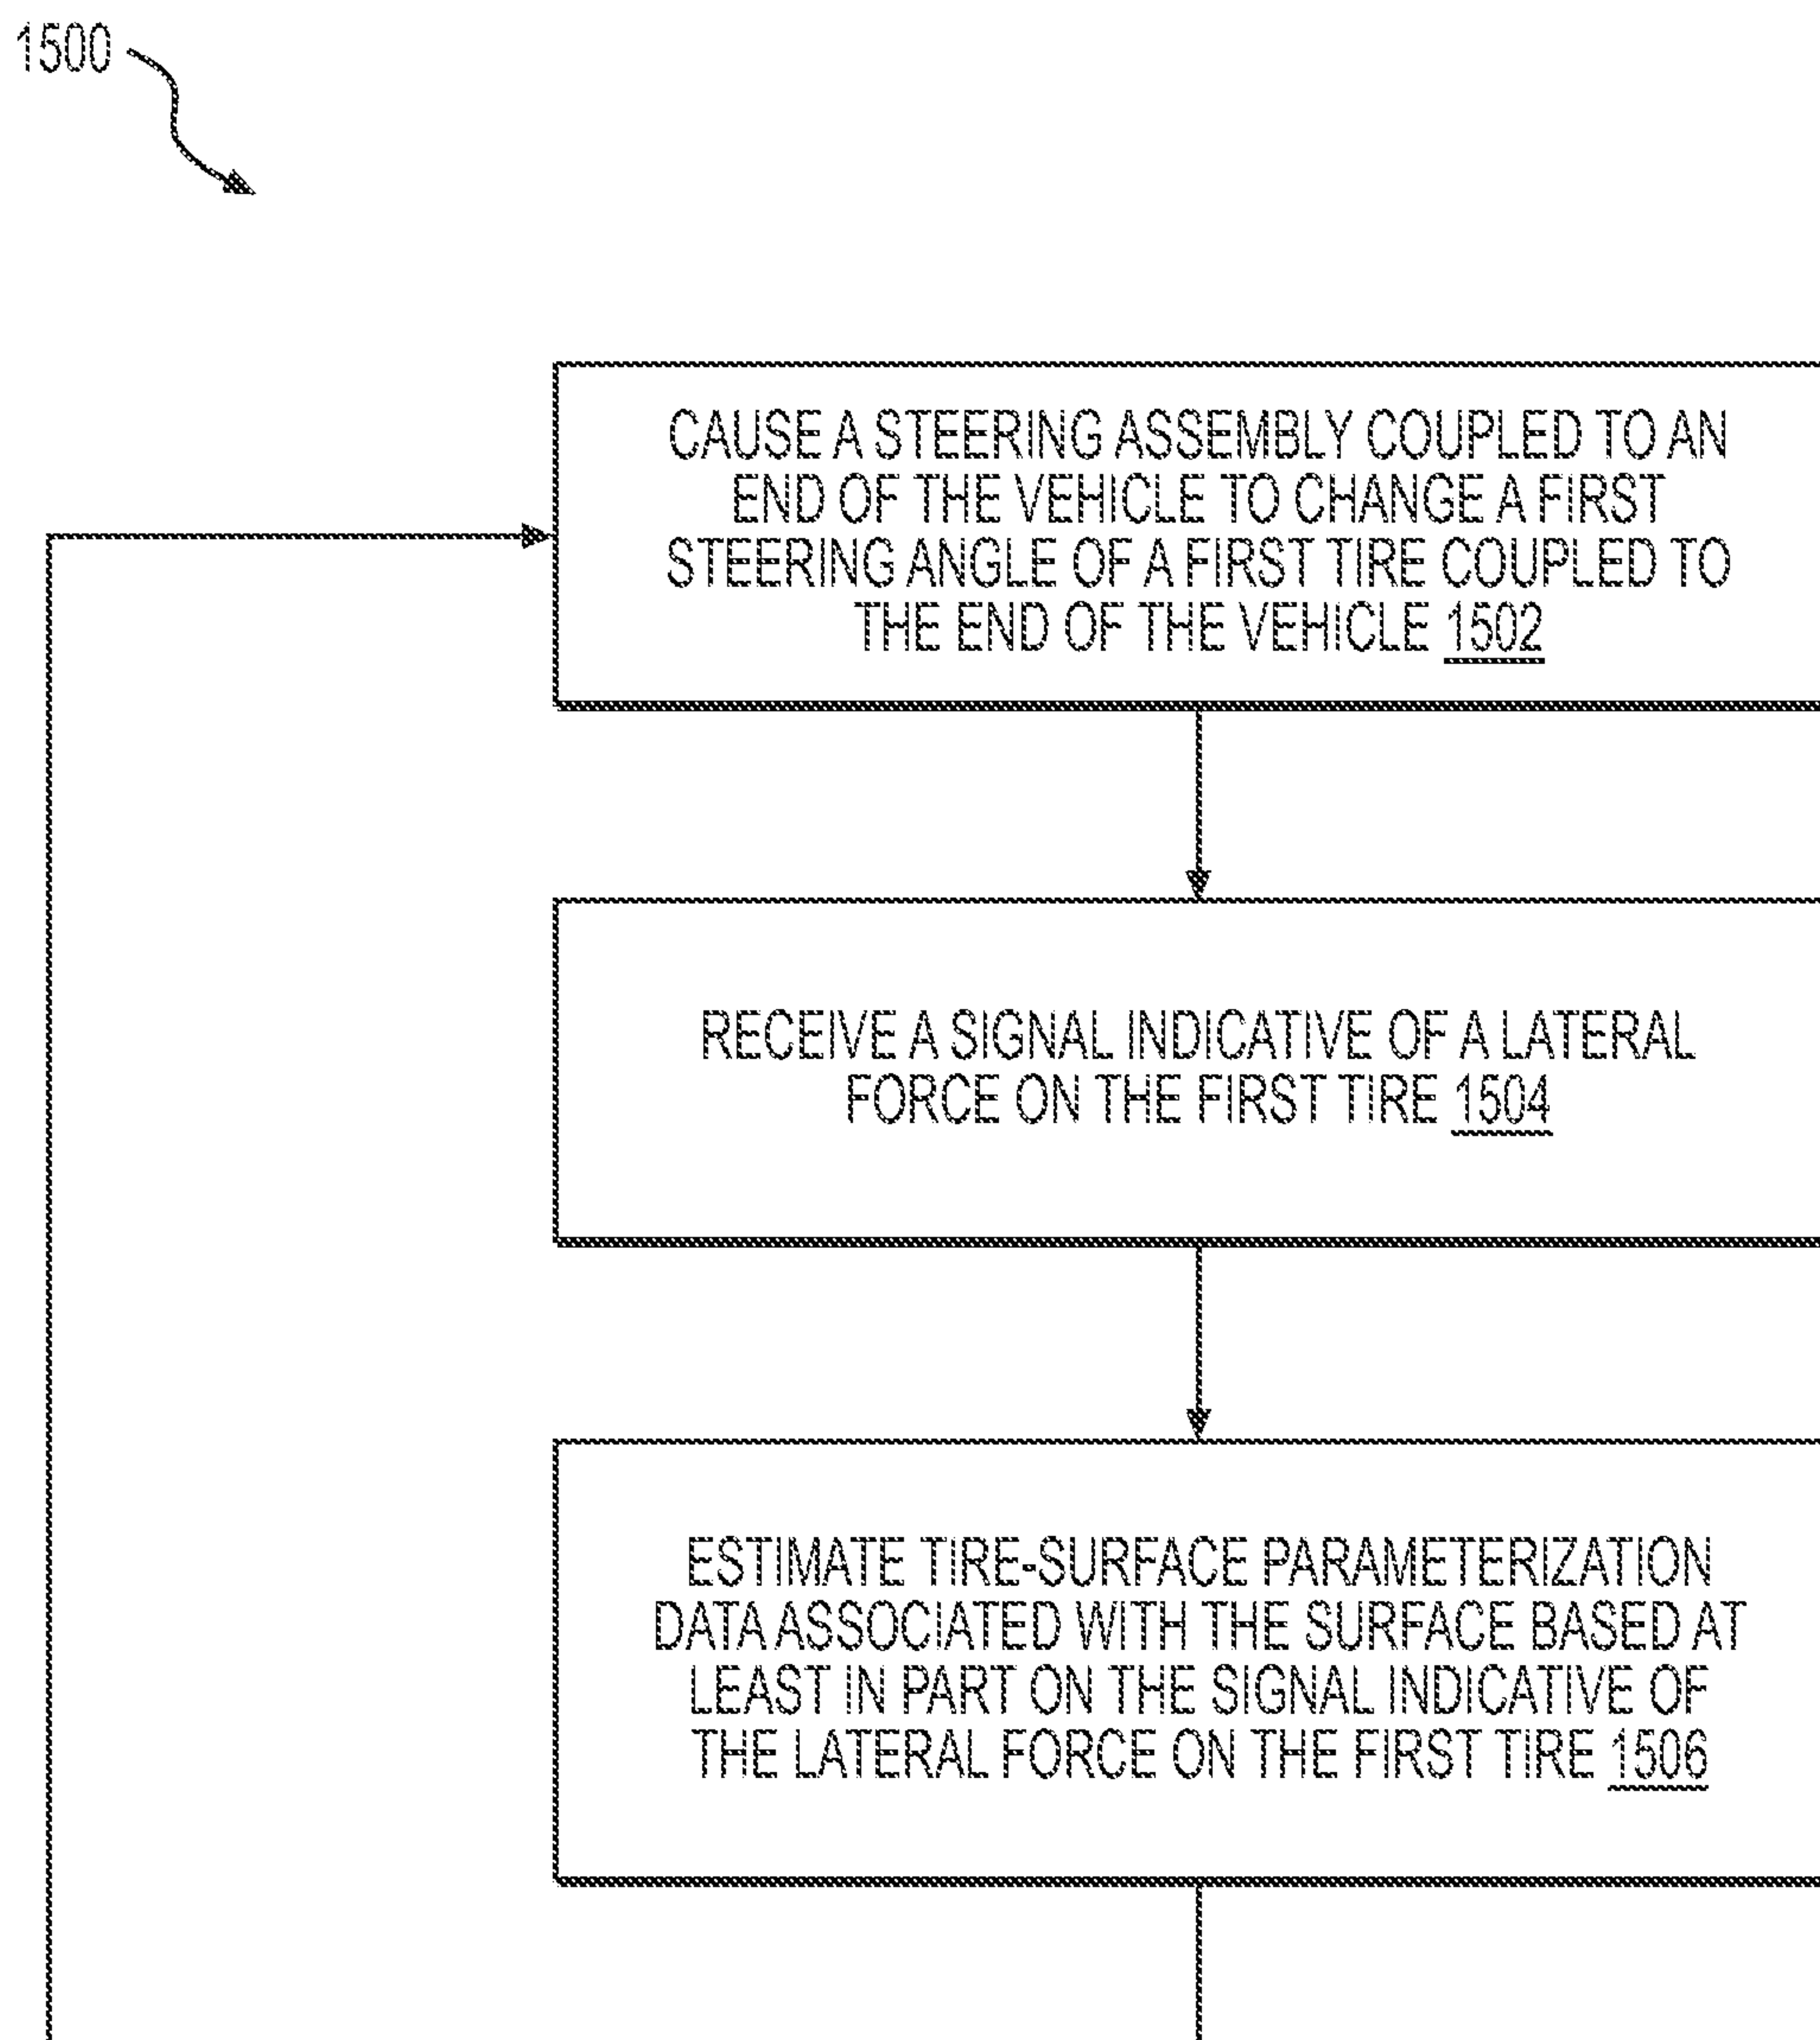 1500
CAUSE A STEERING ASSEMBLY COUPLED TO AN
END OF THE VEHICLE TO CHANGE A FIRST
STEERING ANGLE OF A FIRST TIRE COUPLED TO
THE END OF THE VEHICLE 1502
RECEIVE A SIGNAL INDICATIVE OF A LATERAL
FORCE ON THE FIRST TIRE 1504
ESTIMATE TIRE-SURFACE PARAMETERIZATION
DATA ASSOCIATED WITH THE SURFACE BASED AT
LEAST IN PART ON THE SIGNAL INDICATIVE OF
THE LATERAL FORCE ON THE FIRST TIRE 1506